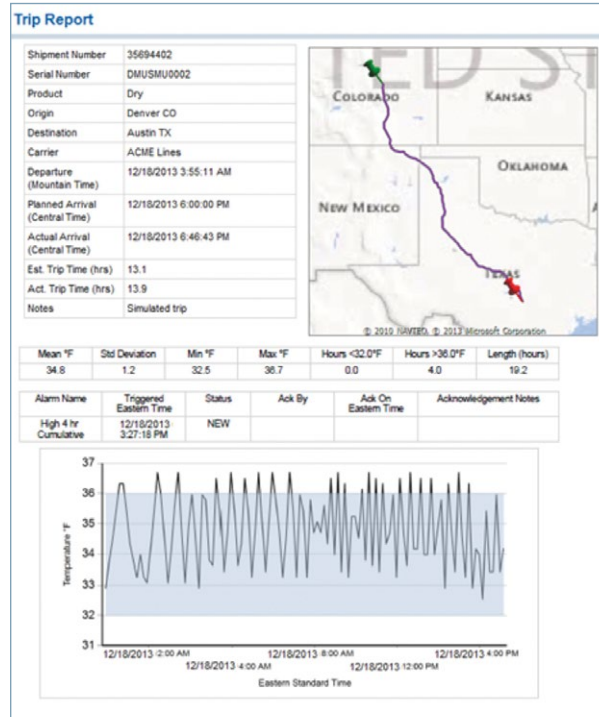 Trip Report
Shipment Number 35694402
Serial Number DMUSMU0002
Product Dry
Origin Denver CO
Destination Austin TX
Carrier ACME Lines
Departure 12/18/2013 3:55:11 AM
(Mountain Time)
Planned Arrival 12/18/2013 6:00:00 PM
(Central Time)
Actual Arrival 12/18/2013 6:46:43 PM
(Central Time)
Est. Trip Time (hrs) 13.1
Act. Trip Time (hrs) 13.9
Notes Simulated trip
TED ST
COLORADO KANSAS
OKLAHOMA
NEW MEXICO
TEXAS
© 2010 NAVTEQ, © 2013 Microsoft Corporation
Mean °F Std Deviation Min °F Max °F Hours <32.0°F Hours >36.0°F Length (hours)
34.8 1.2 32.5 36.7 0.0 4.0 19.2
Alarm Name Triggered Status Ack By Ack On Acknowledgement Notes
Eastern Time Eastern Time
High 4 hr 12/18/2013 NEW
Cumulative 3:27:18 PM
37
36
35
34
33
32
31
Temperature °F
12/18/2013 2:00 AM 12/18/2013 8:00 AM 12/18/2013 4:00 PM
12/18/2013 4:00 AM 12/18/2013 12:00 PM
Eastern Standard Time